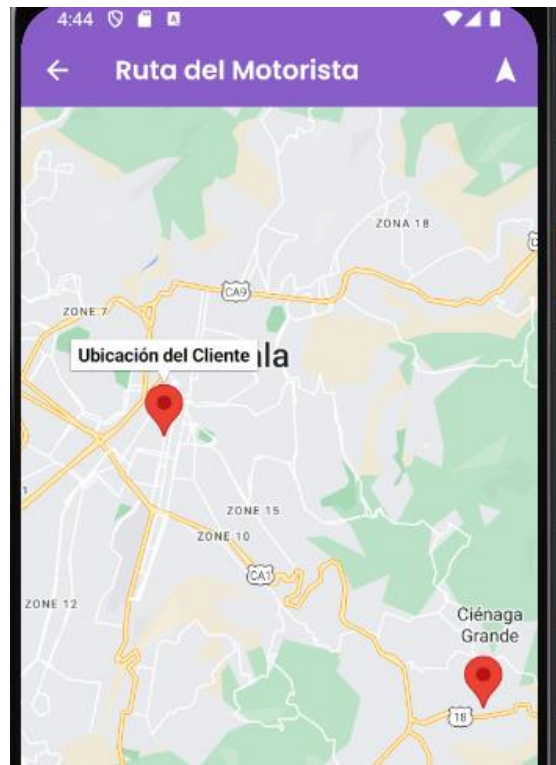 4:44
Ruta del Motorista
ZONA 18
CA9
ZONE 7
Ubicación del Cliente
ala
ZONE 15
ZONE 10
CA1
ZONE 12
Ciénaga
Grande
18